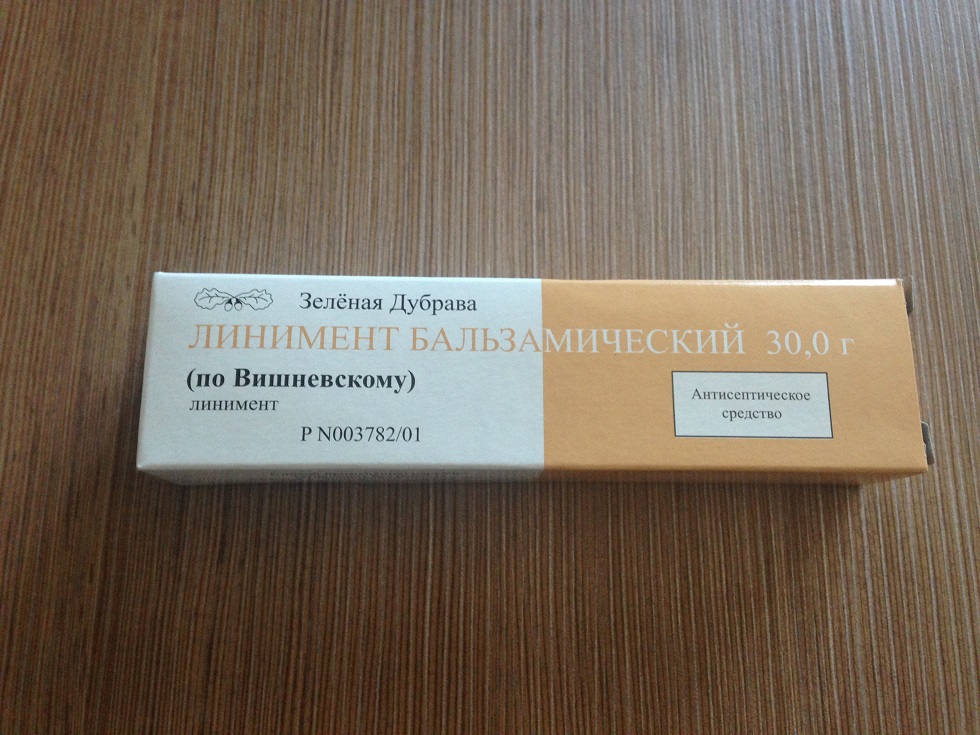 Зелёная Дубрава
ЛИНИМЕНТ БАЛЬЗАМИЧЕСКИЙ 30,0 г
(по Вишневскому)
линимент
Р N003782/01
Антисептическое
средство